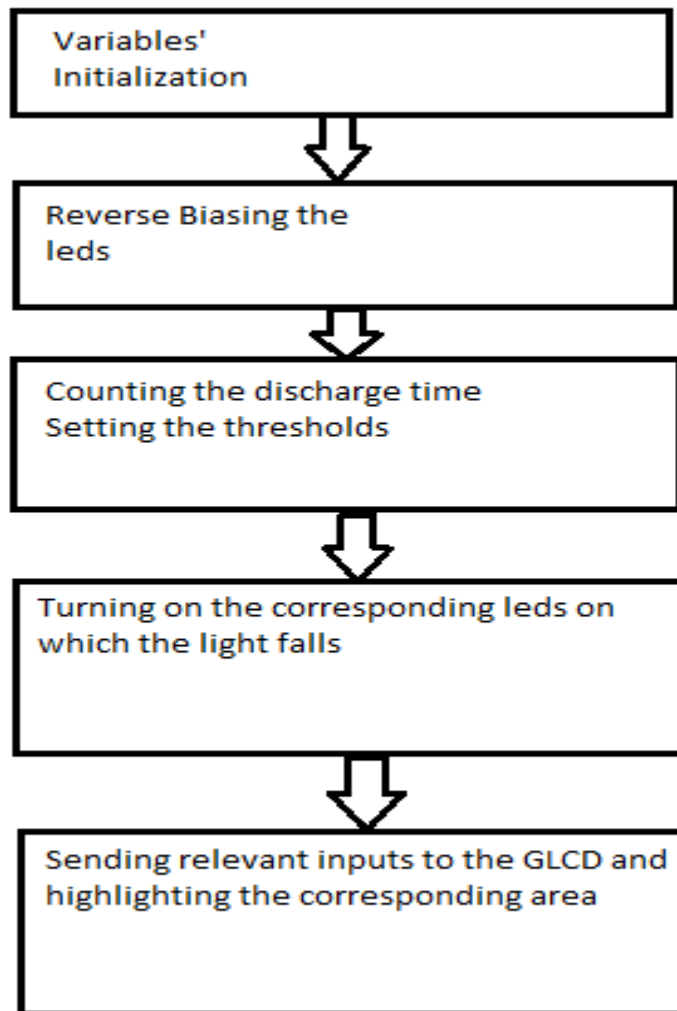 Variables'
Initialization
Reverse Biasing the
leds
Counting the discharge time
Setting the thresholds
Turning on the corresponding leds on
which the light falls
Sending relevant inputs to the GLCD and
highlighting the corresponding area